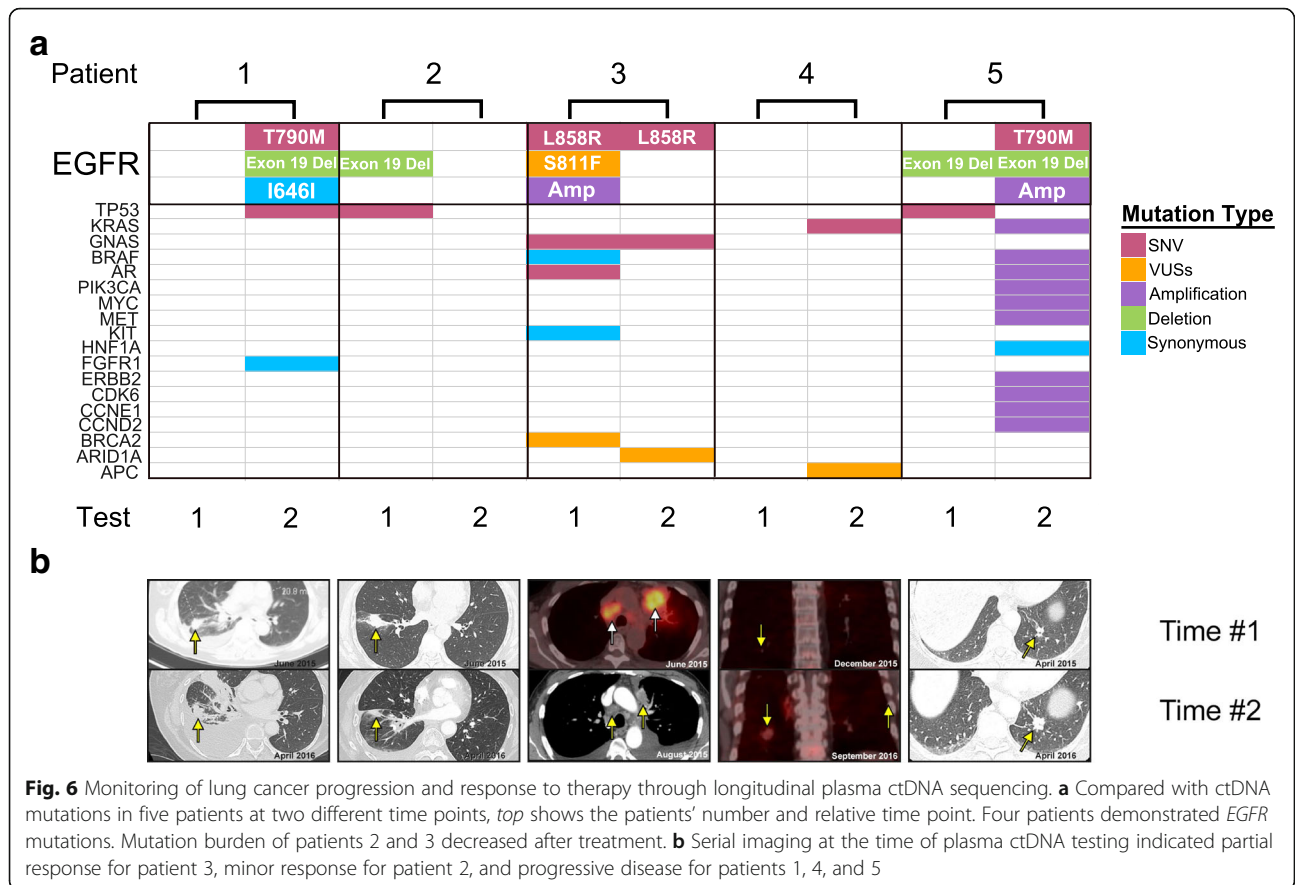 a
Patient 1 2 3 4 5
T790M L858R L858R T790M
EGFR Exon 19 Del Exon 19 Del S811F Exon 19 Del Exon 19 Del
I646I Amp Amp
TP53
KRAS
GNAS
BRAF
AR
PIK3CA
MYC
MET
KIT
HNF1A
FGFR1
ERBB2
CDK6
CCNE1
CCND2
BRCA2
ARID1A
APC
Mutation Type
SNV
VUSs
Amplification
Deletion
Synonymous
Test 1 2 1 2 1 2 1 2 1 2
b
June 2015 June 2015 June 2015 December 2015 April 2015
Time #1
April 2016 April 2016 August 2015 September 2016 April 2016
Time #2
Fig. 6 Monitoring of lung cancer progression and response to therapy through longitudinal plasma ctDNA sequencing. a Compared with ctDNA
mutations in five patients at two different time points, top shows the patients' number and relative time point. Four patients demonstrated EGFR
mutations. Mutation burden of patients 2 and 3 decreased after treatment. b Serial imaging at the time of plasma ctDNA testing indicated partial
response for patient 3, minor response for patient 2, and progressive disease for patients 1, 4, and 5